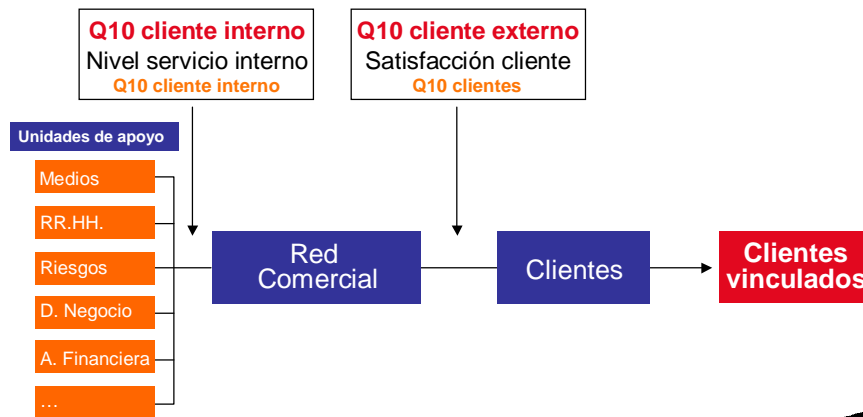 Q10 cliente interno
Nivel servicio interno
Q10 cliente interno
Q10 cliente externo
Satisfacción cliente
Q10 clientes
Unidades de apoyo
Medios
RR.HH.
Riesgos
D. Negocio
A. Financiera
…
Red
Comercial
Clientes
Clientes
vinculados